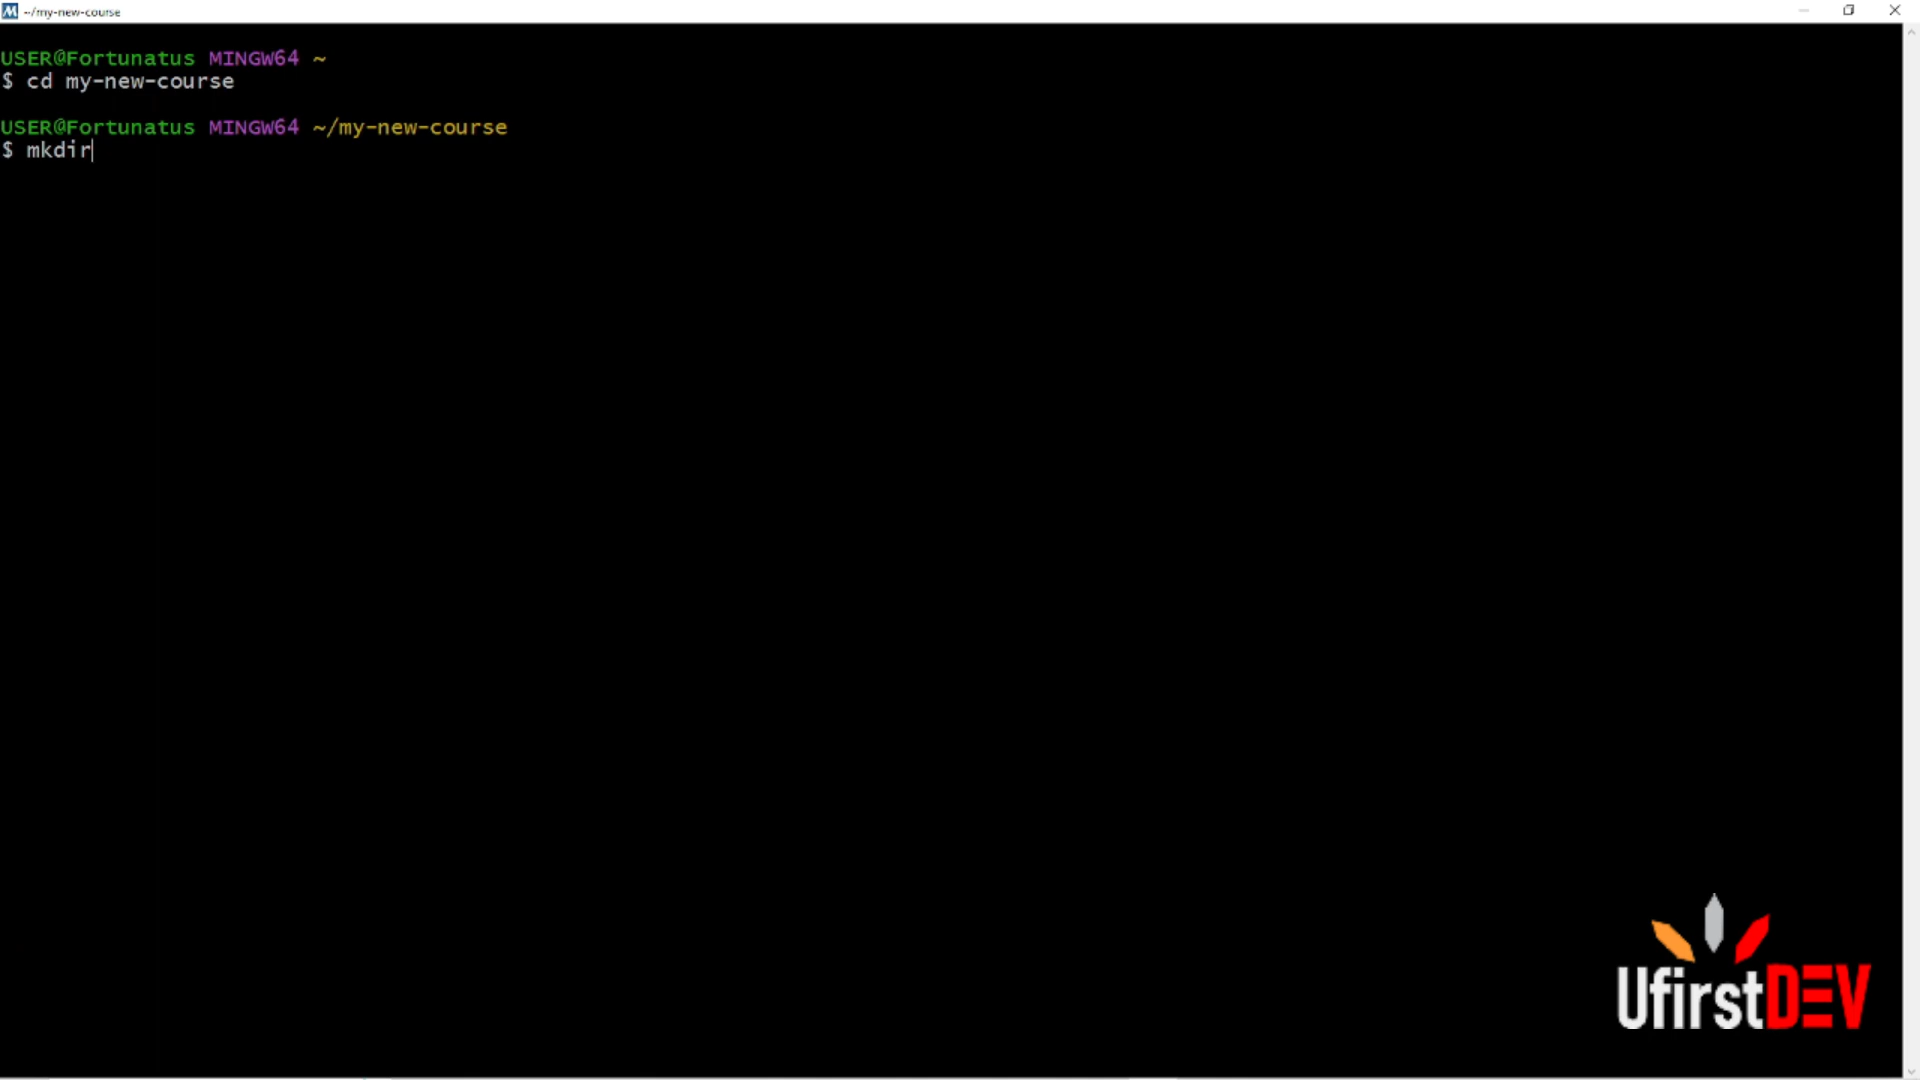 ~/my-new-course
USER@Fortunatus MINGW64 ~
$ cd my-new-course
USER@Fortunatus MINGW64 ~/my-new-course
$ mkdir
UfirstDEV